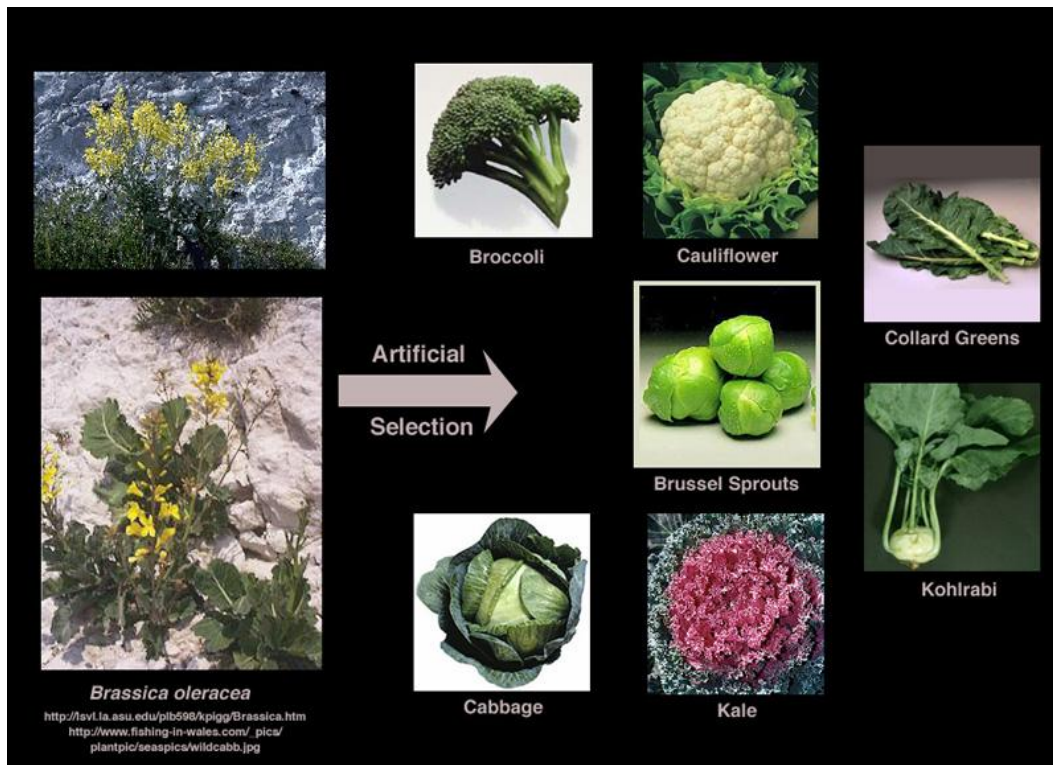 Broccoli
Cauliflower
Collard Greens
Artificial
Selection
Brussel Sprouts
Kohlrabi
Cabbage
Kale
Brassica oleracea
http://lsvl.la.asu.edu/plb598/kpigg/Brassica.htm
http://www.fishing-in-wales.com/_pics/
plantpic/seaspics/wildcabb.jpg